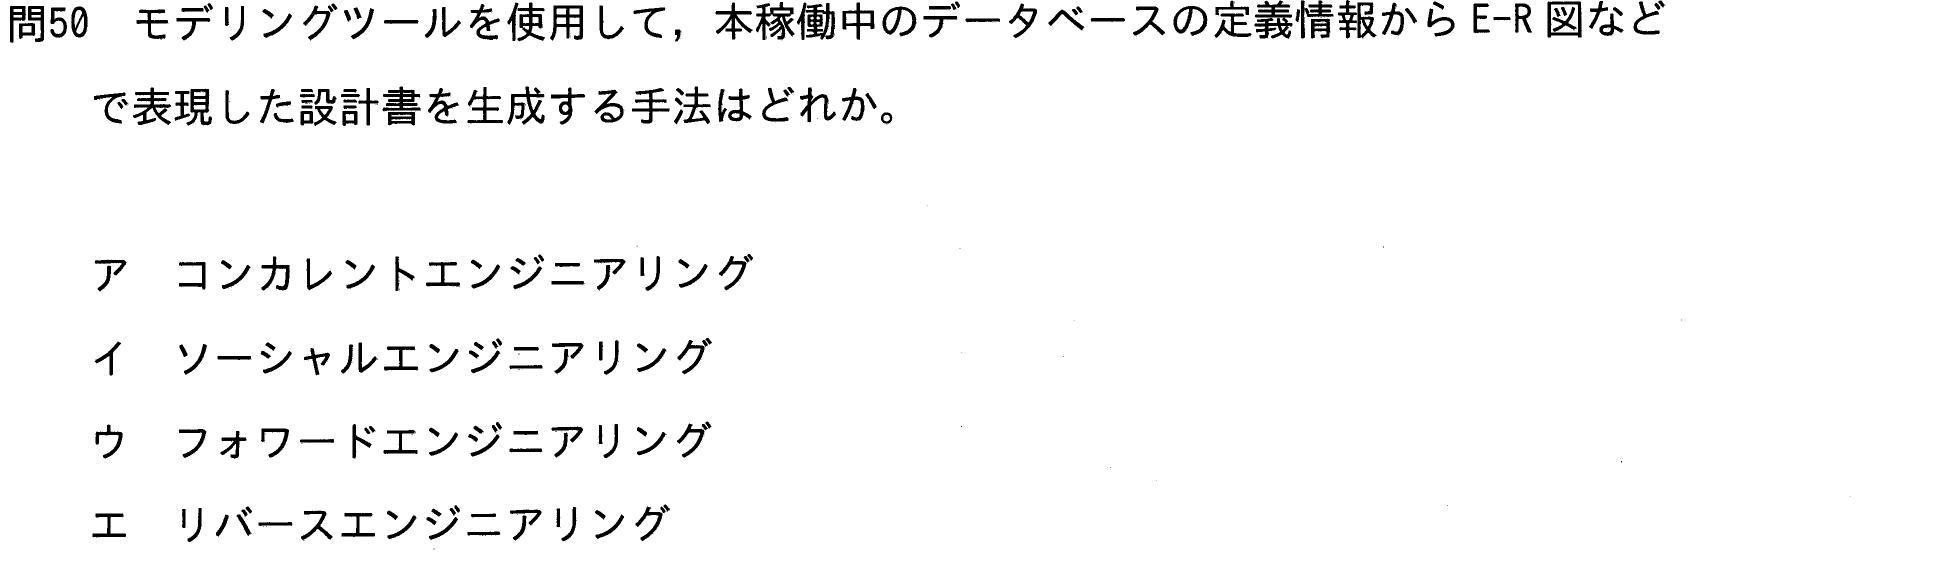 問50 モデリングツールを使用して，本稼働中のデータベースの定義情報からE-R図など
で表現した設計書を生成する手法はどれか。
ア コンカレントエンジニアリング
イ ソーシャルエンジニアリング
ウ フォワードエンジニアリング
エ リバースエンジニアリング